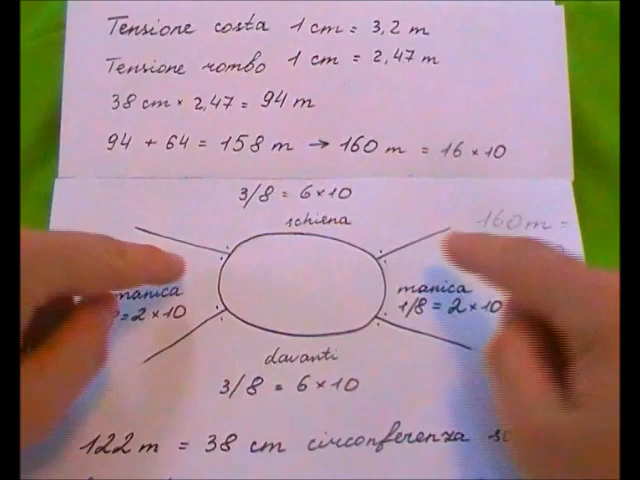 Tensione costa 1 cm = 3,2 m
Tensione rombo 1 cm = 2,47 m
38 cm × 2,47 = 94 m
94 + 64 = 158 m → 160 m = 16 × 10
3/8 = 6×10
schiena
160 m =
manica
= 2 × 10
manica
1/8 = 2 × 10
davanti
3/8 = 6×10
122 m = 38 cm circonferenza